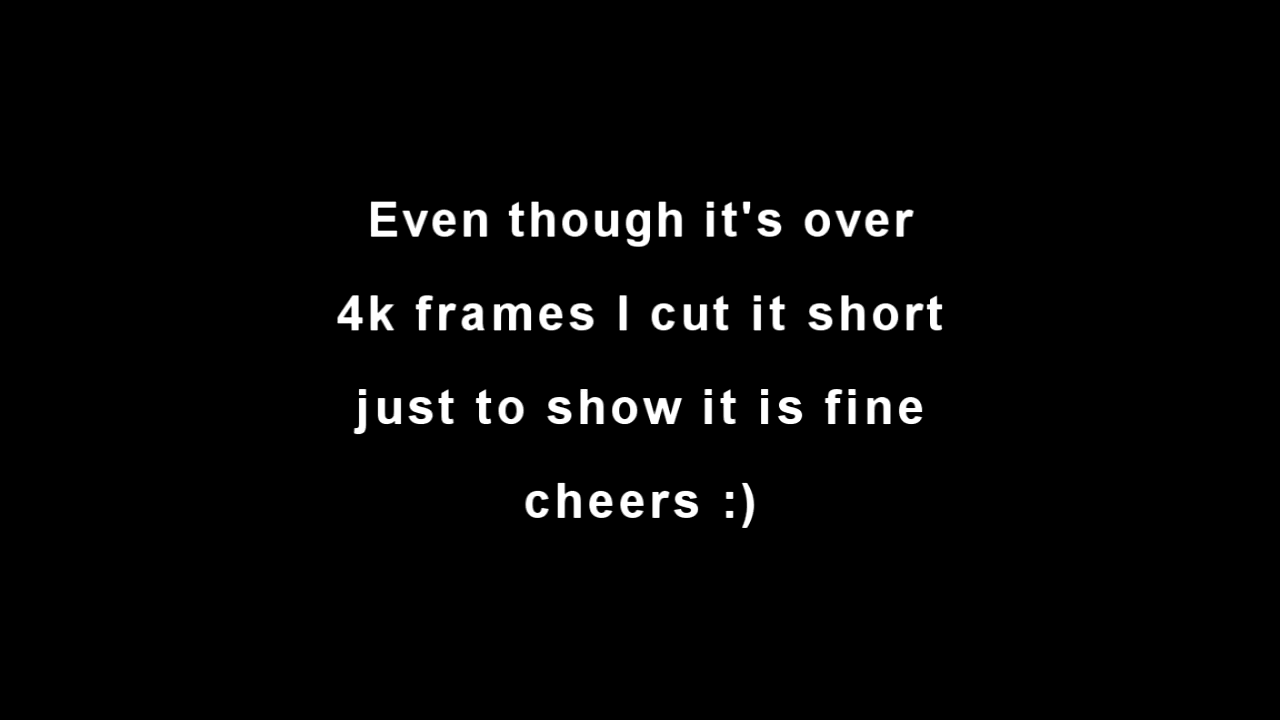 Even though it's over
4k frames I cut it short
just to show it is fine
cheers :)